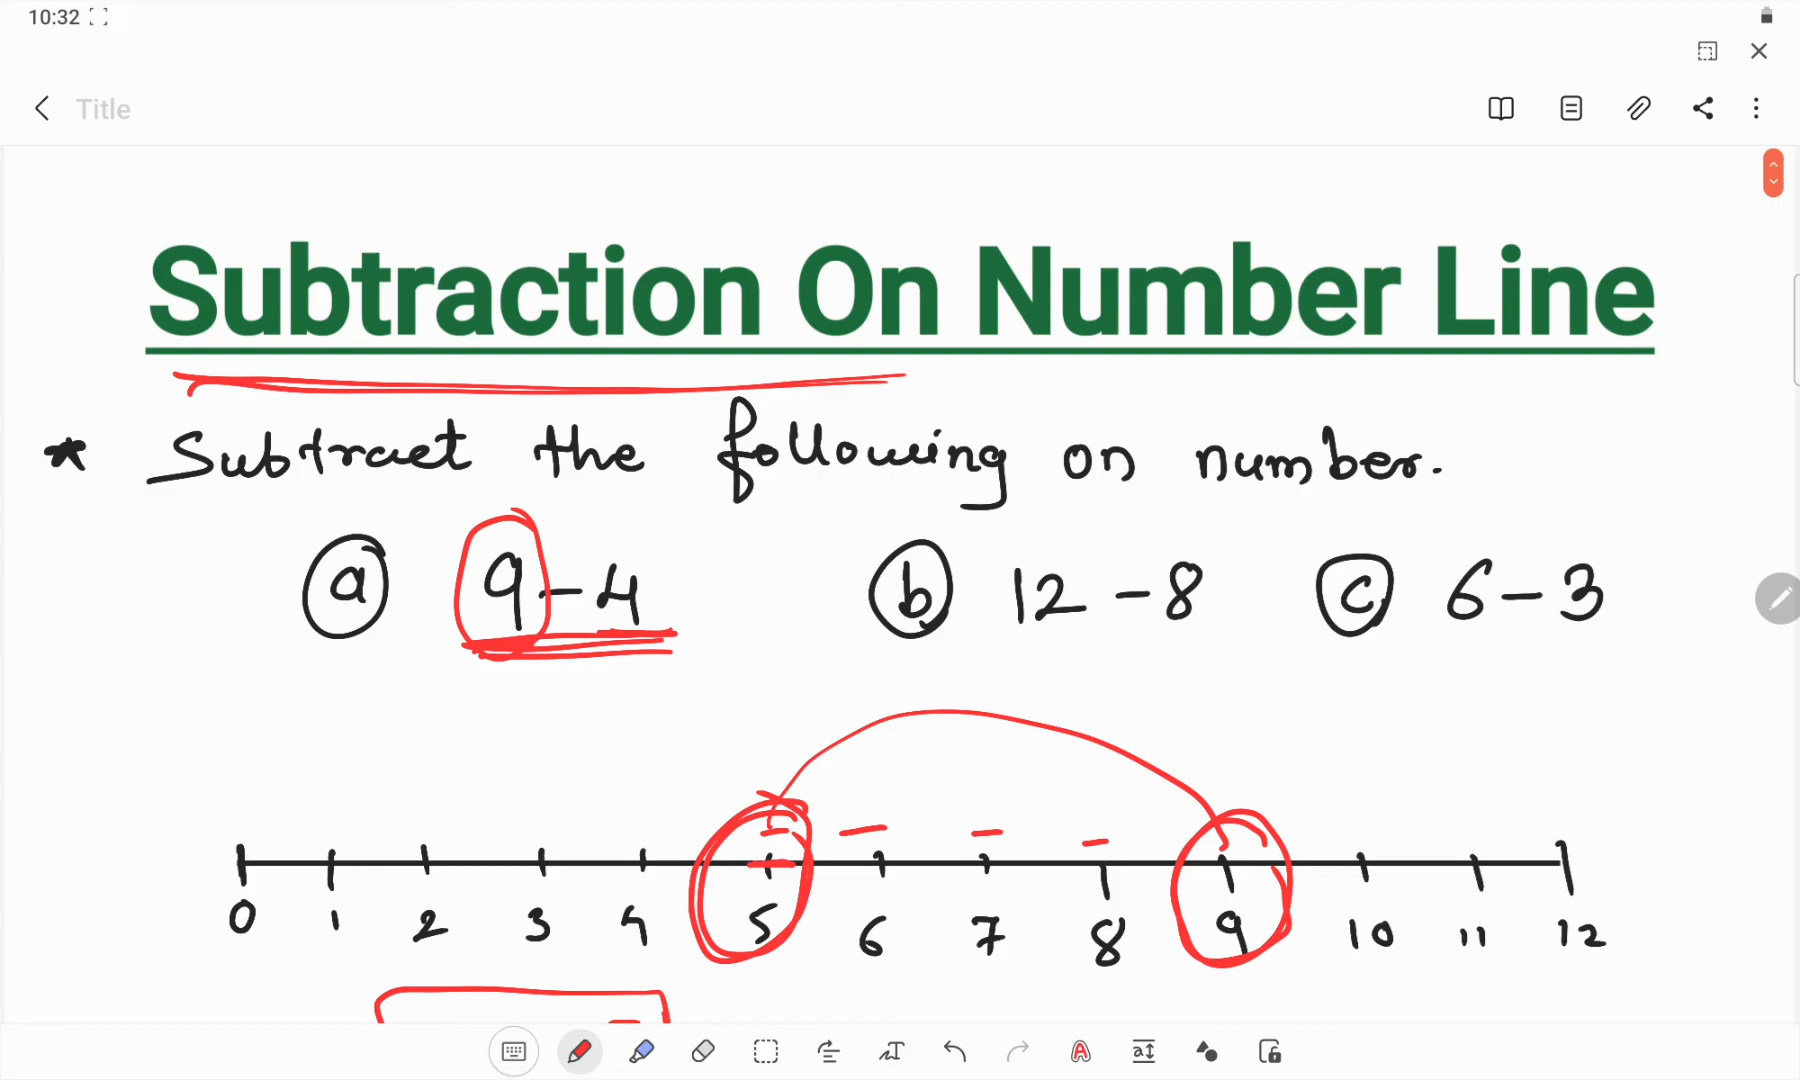 10:32
Title
Subtraction On Number Line
* Subtract the following on number.
(a) 9-4 (b) 12-8 (c) 6-3
0 1 2 3 4 5 6 7 8 9 10 11 12